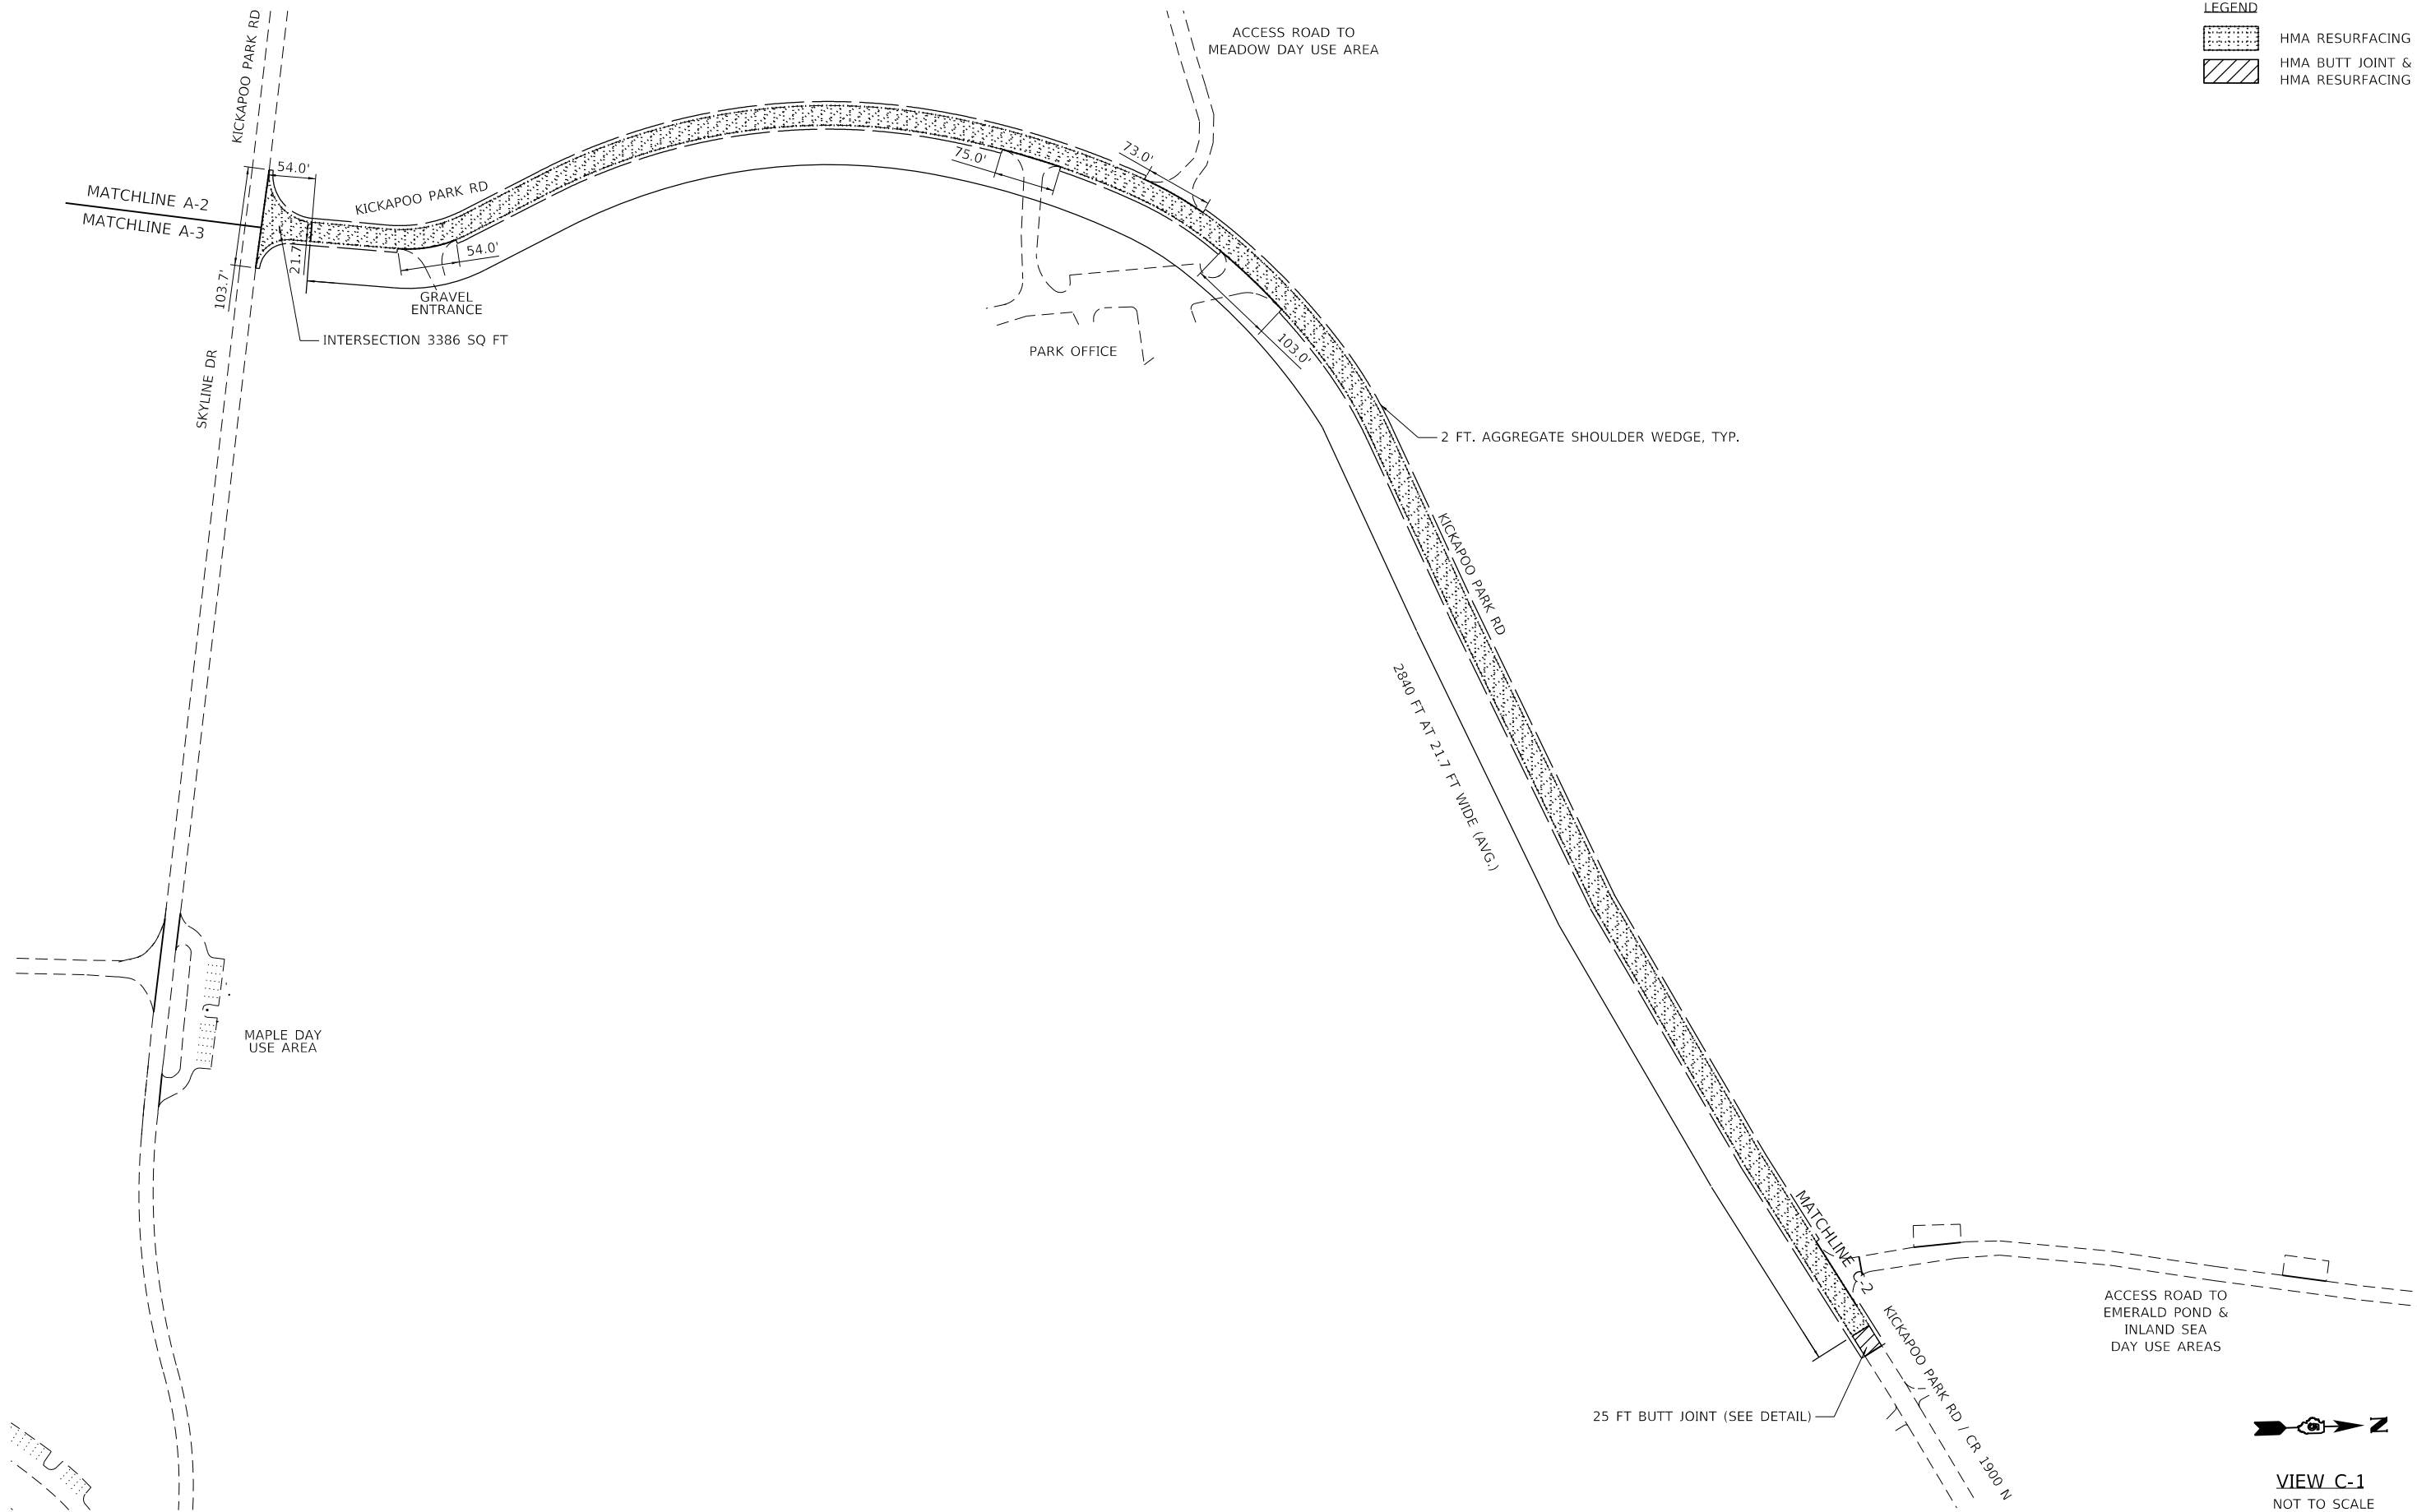 LEGEND
HMA RESURFACING
HMA BUTT JOINT &
HMA RESURFACING
ACCESS ROAD TO
MEADOW DAY USE AREA
KICKAPOO PARK RD
54.0'
MATCHLINE A-2
MATCHLINE A-3
KICKAPOO PARK RD
75.0'
73.0'
21.7'
54.0'
103.7'
GRAVEL
ENTRANCE
INTERSECTION 3386 SQ FT
PARK OFFICE
103.0'
SKYLINE DR
2 FT. AGGREGATE SHOULDER WEDGE, TYP.
KICKAPOO PARK RD
2840 FT AT 21.7 FT WIDE (AVG.)
MAPLE DAY
USE AREA
MATCHLINE C-2
ACCESS ROAD TO
EMERALD POND &
INLAND SEA
DAY USE AREAS
KICKAPOO PARK RD / CR 1900 N
25 FT BUTT JOINT (SEE DETAIL)
N
VIEW C-1
NOT TO SCALE